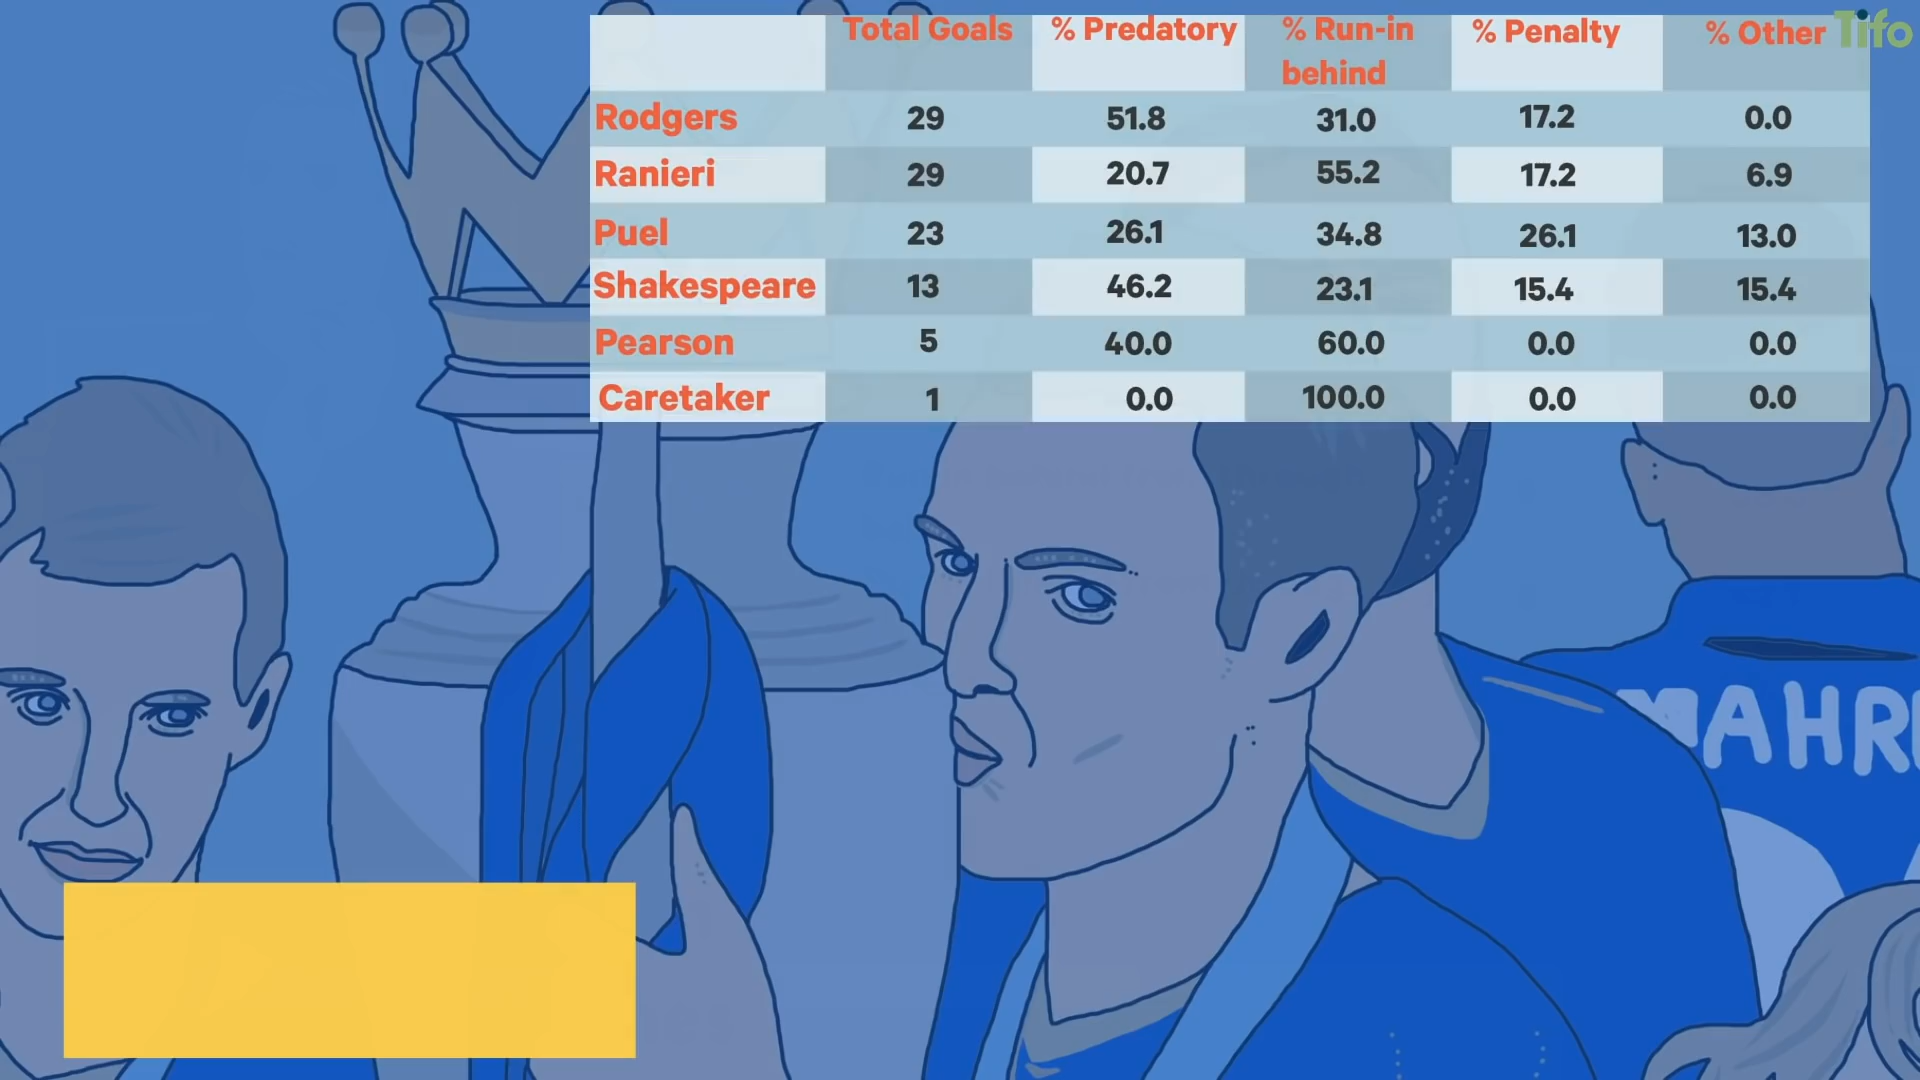 Total Goals % Predatory % Run-in behind % Penalty % Other Tifo
Rodgers 29 51.8 31.0 17.2 0.0
Ranieri 29 20.7 55.2 17.2 6.9
Puel 23 26.1 34.8 26.1 13.0
Shakespeare 13 46.2 23.1 15.4 15.4
Pearson 5 40.0 60.0 0.0 0.0
Caretaker 1 0.0 100.0 0.0 0.0